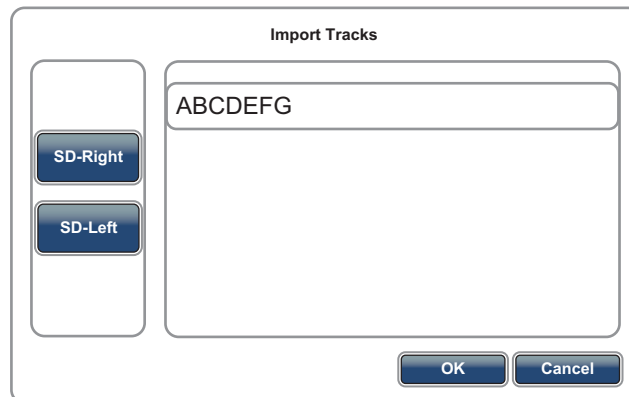 Import Tracks
ABCDEFG
SD-Right
SD-Left
OK
Cancel